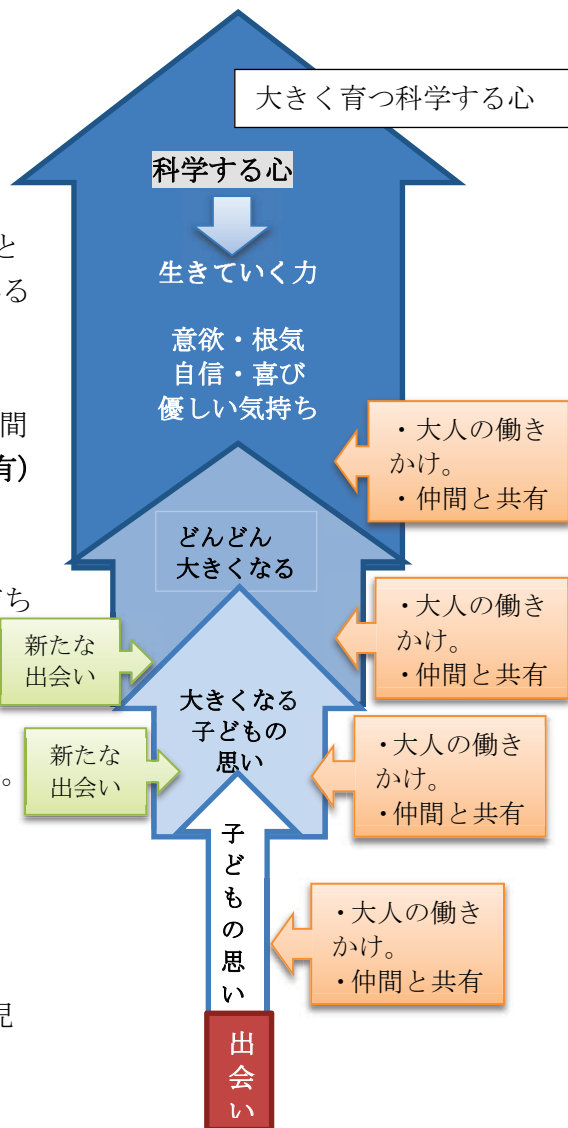 大きく育つ科学する心
科学する心
生きていく力
意欲・根気
自信・喜び
優しい気持ち
と
る
間
有)
・大人の働き
かけ。
・仲間と共有
どんどん
大きくなる
ち
新たな
出会い
・大人の働き
かけ。
・仲間と共有
大きくなる
子どもの
思い
新たな
出会い
。
・大人の働き
かけ。
・仲間と共有
子どもの思い
・大人の働き
かけ。
・仲間と共有
児
出会い